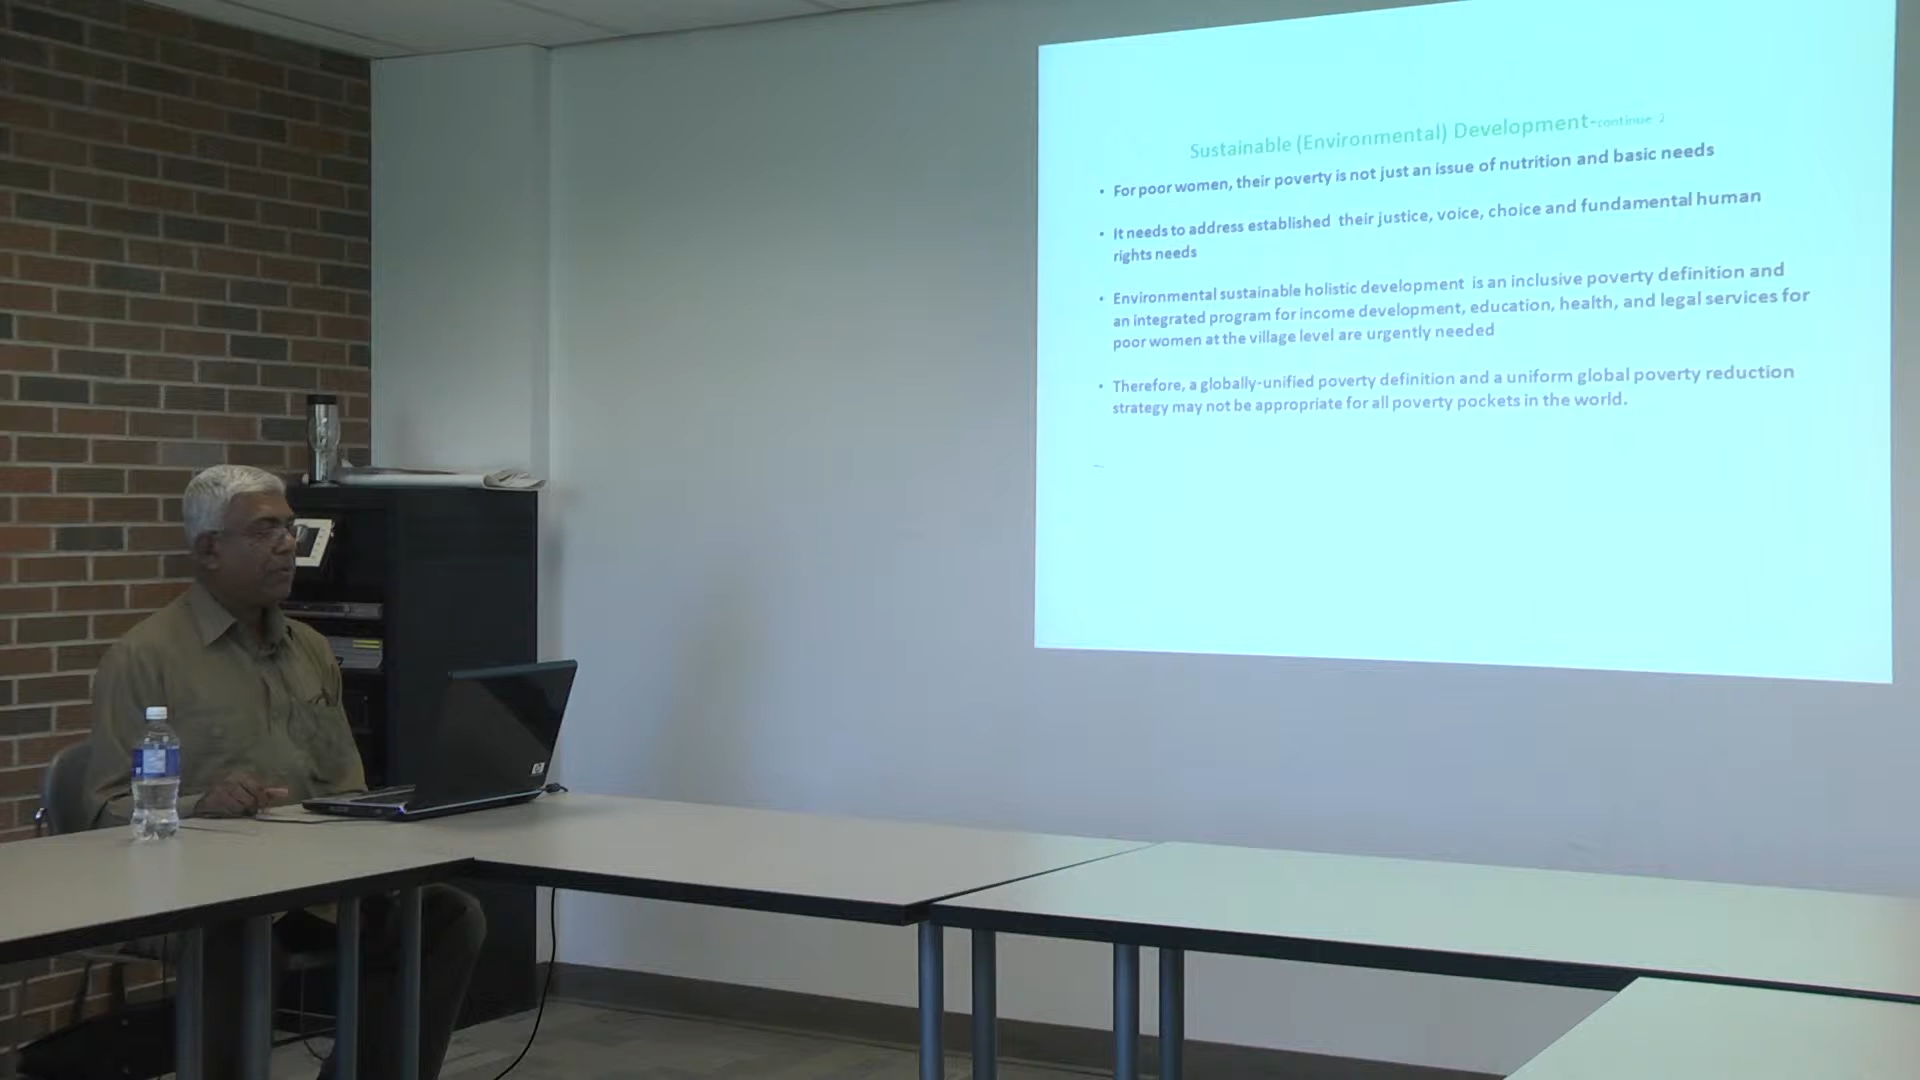 Sustainable (Environmental) Development-continue 2
• For poor women, their poverty is not just an issue of nutrition and basic needs
• It needs to address established their justice, voice, choice and fundamental human
rights needs
• Environmental sustainable holistic development is an inclusive poverty definition and
an integrated program for income development, education, health, and legal services for
poor women at the village level are urgently needed
• Therefore, a globally-unified poverty definition and a uniform global poverty reduction
strategy may not be appropriate for all poverty pockets in the world.
hp